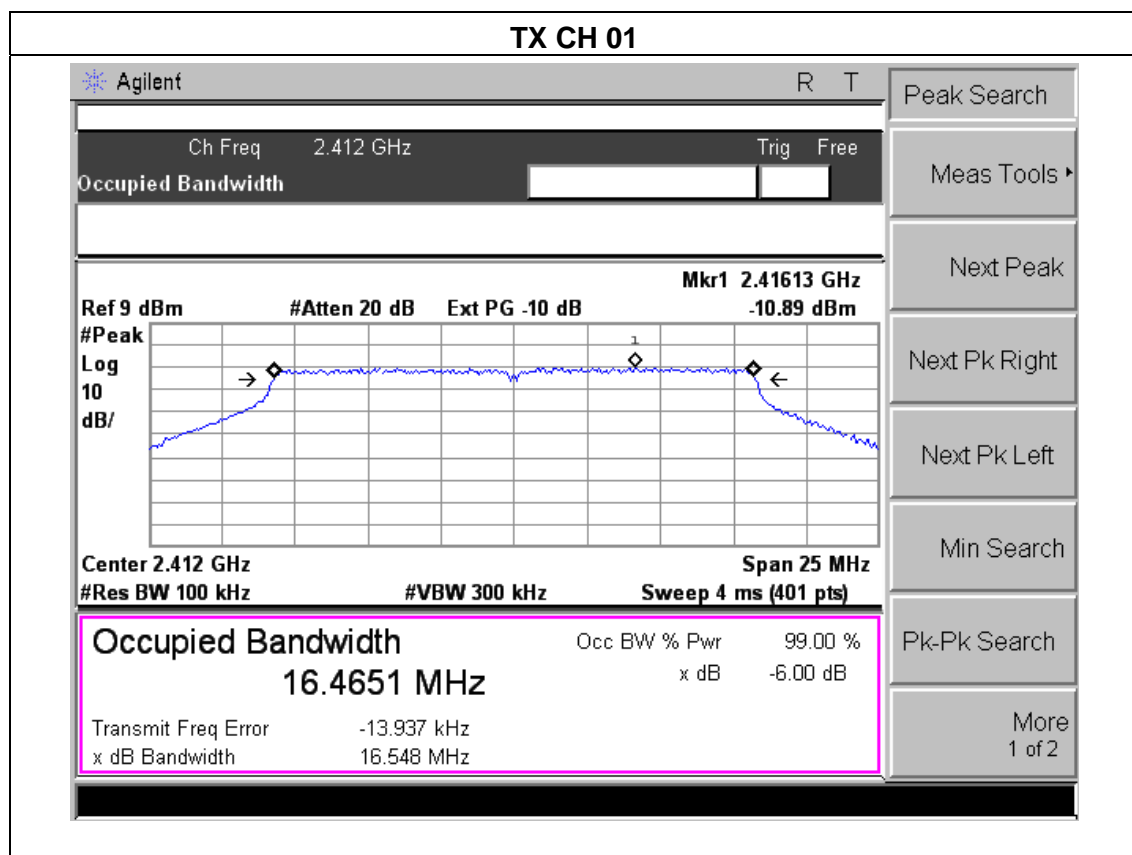 TX CH 01
Agilent R T
Ch Freq 2.412 GHz Trig Free
Occupied Bandwidth
Mkr1 2.41613 GHz
Ref 9 dBm #Atten 20 dB Ext PG -10 dB -10.89 dBm
#Peak
Log
10
dB/
1
Center 2.412 GHz Span 25 MHz
#Res BW 100 kHz #VBW 300 kHz Sweep 4 ms (401 pts)
Occupied Bandwidth Occ BW % Pwr 99.00 %
16.4651 MHz x dB -6.00 dB
Transmit Freq Error -13.937 kHz
x dB Bandwidth 16.548 MHz
Peak Search
Meas Tools
Next Peak
Next Pk Right
Next Pk Left
Min Search
Pk-Pk Search
More
1 of 2